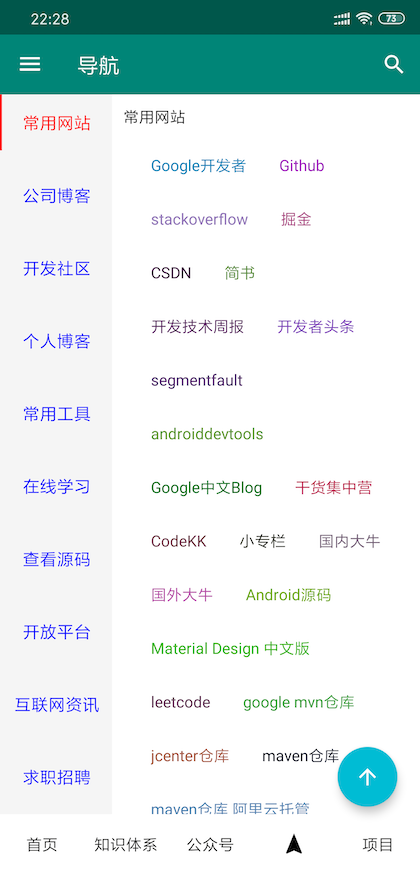 22:28
73
导航
常用网站
公司博客
开发社区
个人博客
常用工具
在线学习
查看源码
开放平台
互联网资讯
求职招聘
常用网站
Google开发者 Github
stackoverflow 掘金
CSDN 简书
开发技术周报 开发者头条
segmentfault
androiddevtools
Google中文Blog 干货集中营
CodeKK 小专栏 国内大牛
国外大牛 Android源码
Material Design 中文版
leetcode google mvn仓库
jcenter仓库 maven仓库
maven仓库 阿里云托管
首页 知识体系 公众号 项目